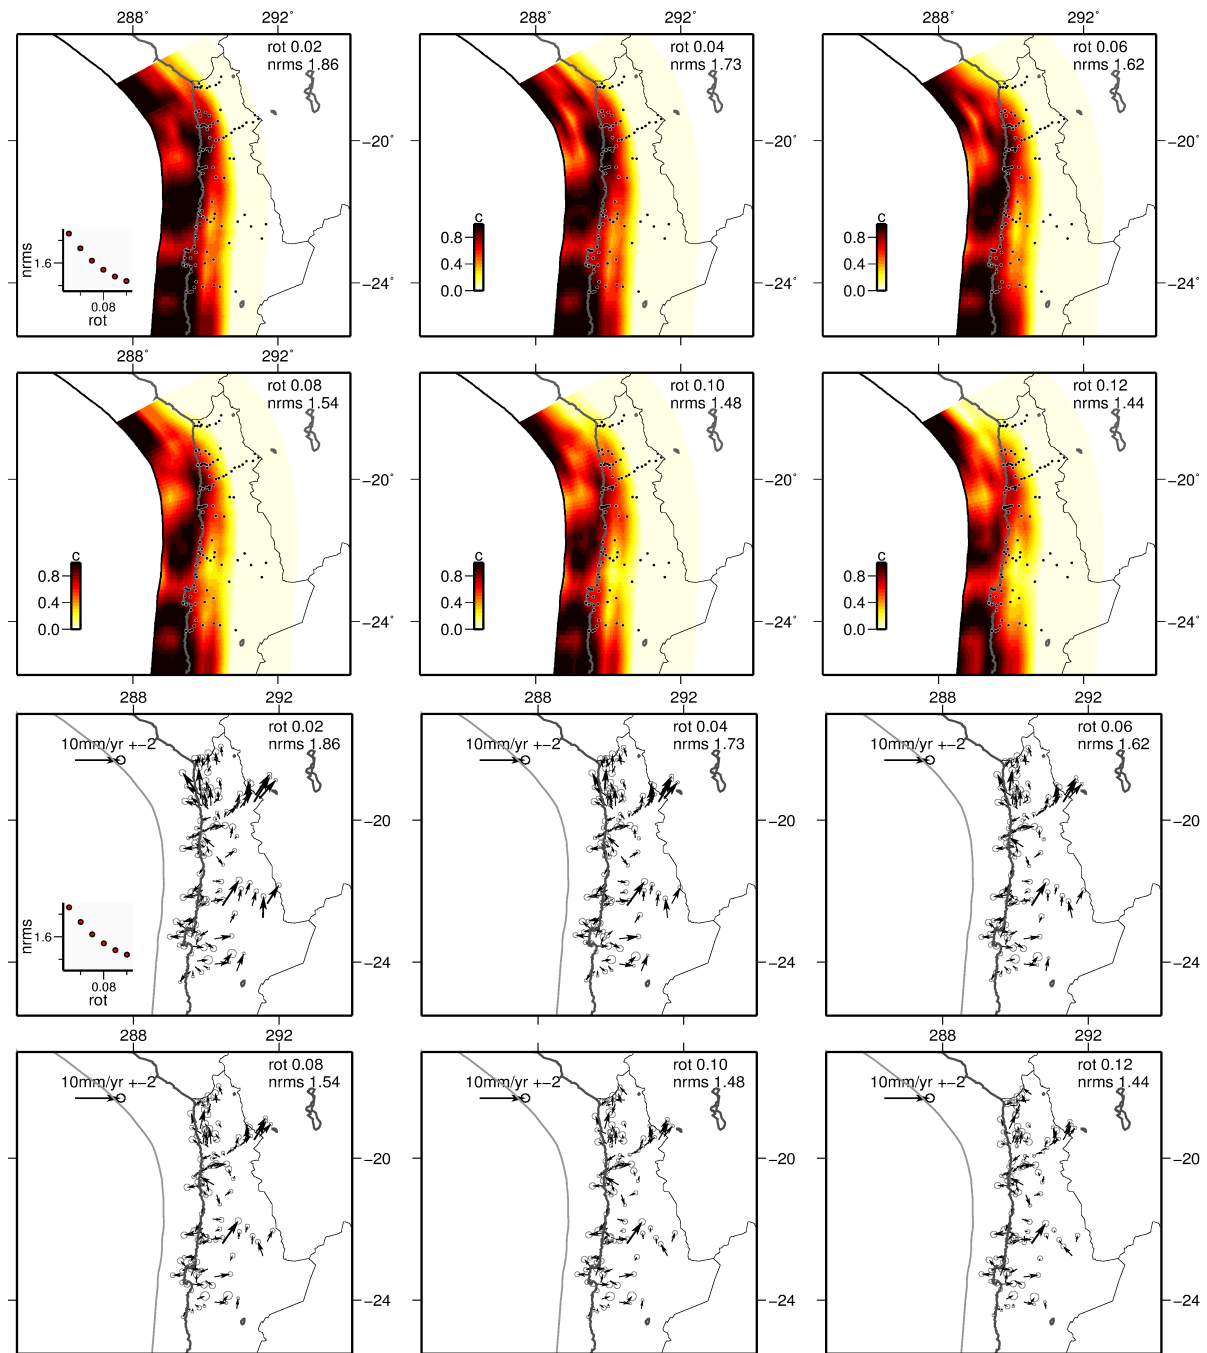 288° 292° 288° 292° 288° 292°
rot 0.02
nrms 1.86
nrms
1.6
0.08
rot
rot 0.04
nrms 1.73
c
0.8
0.4
0.0
−20°
−24°
rot 0.06
nrms 1.62
c
0.8
0.4
0.0
−20°
−24°
288° 292°
rot 0.08
nrms 1.54
c
0.8
0.4
0.0
−20°
−24°
rot 0.10
nrms 1.48
c
0.8
0.4
0.0
−20°
−24°
rot 0.12
nrms 1.44
c
0.8
0.4
0.0
−20°
−24°
288 292 288 292 288 292
rot 0.02
nrms 1.86
10mm/yr +−2
nrms
1.6
0.08
rot
rot 0.04
nrms 1.73
10mm/yr +−2
−20
−24
rot 0.06
nrms 1.62
10mm/yr +−2
−20
−24
288 292
rot 0.08
nrms 1.54
10mm/yr +−2
−20
−24
rot 0.10
nrms 1.48
10mm/yr +−2
−20
−24
rot 0.12
nrms 1.44
10mm/yr +−2
−20
−24